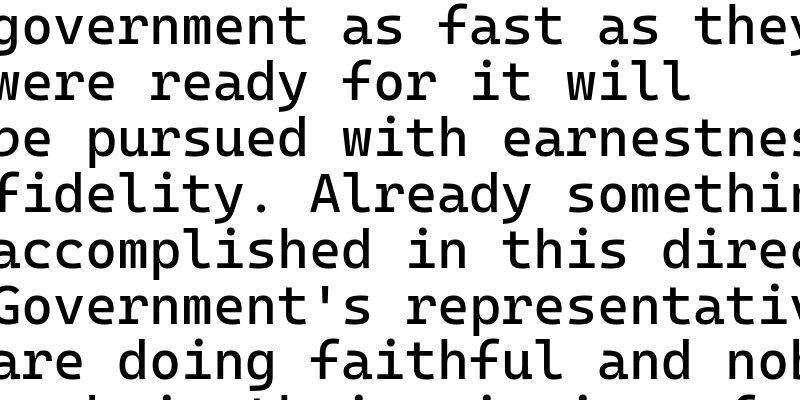 government as fast as they
were ready for it will
be pursued with earnestnes
fidelity. Already somethin
accomplished in this direc
Government's representativ
are doing faithful and nob